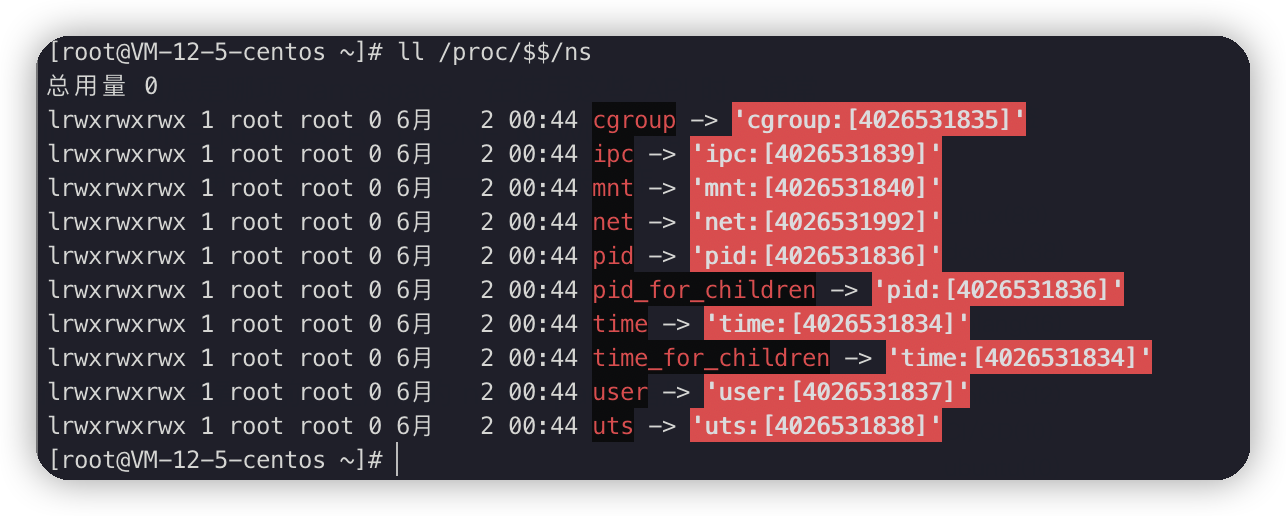 [root@VM-12-5-centos ~]# ll /proc/$$/ns
总用量 0
lrwxrwxrwx 1 root root 0 6月   2 00:44 cgroup -> 'cgroup:[4026531835]'
lrwxrwxrwx 1 root root 0 6月   2 00:44 ipc -> 'ipc:[4026531839]'
lrwxrwxrwx 1 root root 0 6月   2 00:44 mnt -> 'mnt:[4026531840]'
lrwxrwxrwx 1 root root 0 6月   2 00:44 net -> 'net:[4026531992]'
lrwxrwxrwx 1 root root 0 6月   2 00:44 pid -> 'pid:[4026531836]'
lrwxrwxrwx 1 root root 0 6月   2 00:44 pid_for_children -> 'pid:[4026531836]'
lrwxrwxrwx 1 root root 0 6月   2 00:44 time -> 'time:[4026531834]'
lrwxrwxrwx 1 root root 0 6月   2 00:44 time_for_children -> 'time:[4026531834]'
lrwxrwxrwx 1 root root 0 6月   2 00:44 user -> 'user:[4026531837]'
lrwxrwxrwx 1 root root 0 6月   2 00:44 uts -> 'uts:[4026531838]'
[root@VM-12-5-centos ~]#